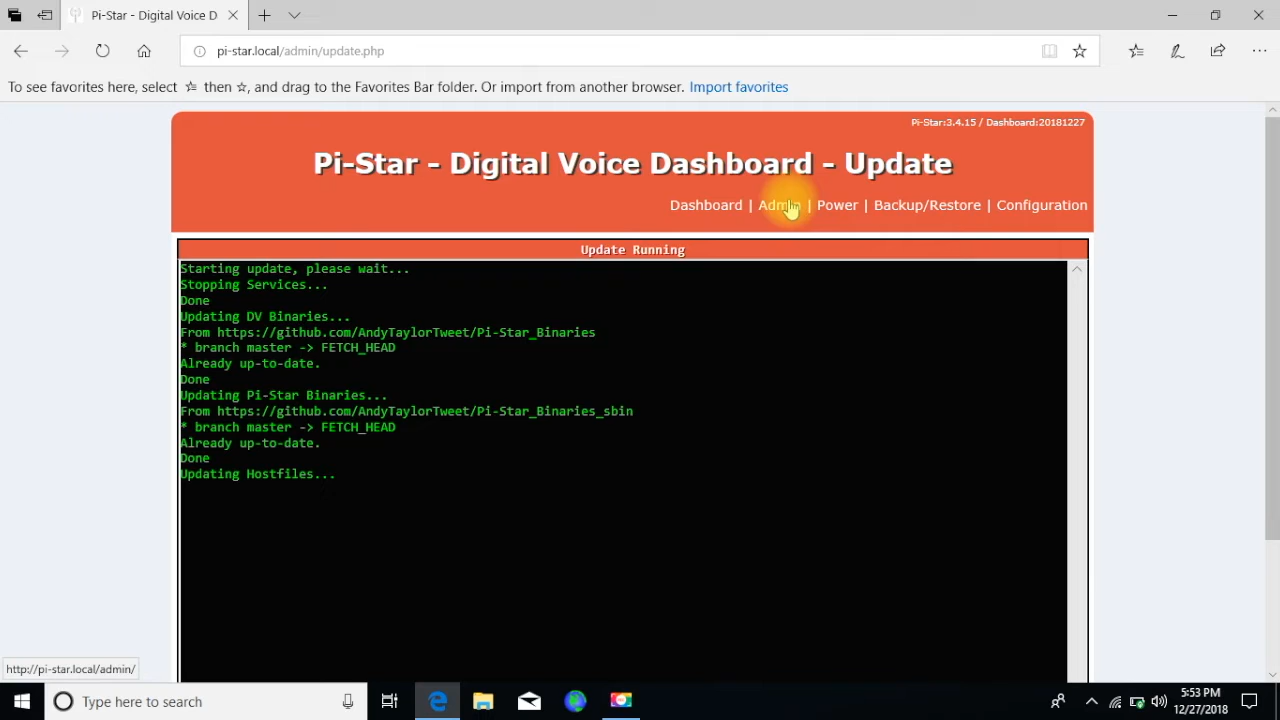 Pi-Star - Digital Voice D
pi-star.local/admin/update.php
To see favorites here, select ☆ then ☆, and drag to the Favorites Bar folder. Or import from another browser. Import favorites
Pi-Star:3.4.15 / Dashboard:20181227
Pi-Star - Digital Voice Dashboard - Update
Dashboard | Admin | Power | Backup/Restore | Configuration
Update Running
Starting update, please wait...
Stopping Services...
Done
Updating DV Binaries...
From https://github.com/AndyTaylorTweet/Pi-Star_Binaries
* branch master -> FETCH_HEAD
Already up-to-date.
Done
Updating Pi-Star Binaries...
From https://github.com/AndyTaylorTweet/Pi-Star_Binaries_sbin
* branch master -> FETCH_HEAD
Already up-to-date.
Done
Updating Hostfiles...
http://pi-star.local/admin/
Type here to search
5:53 PM
12/27/2018